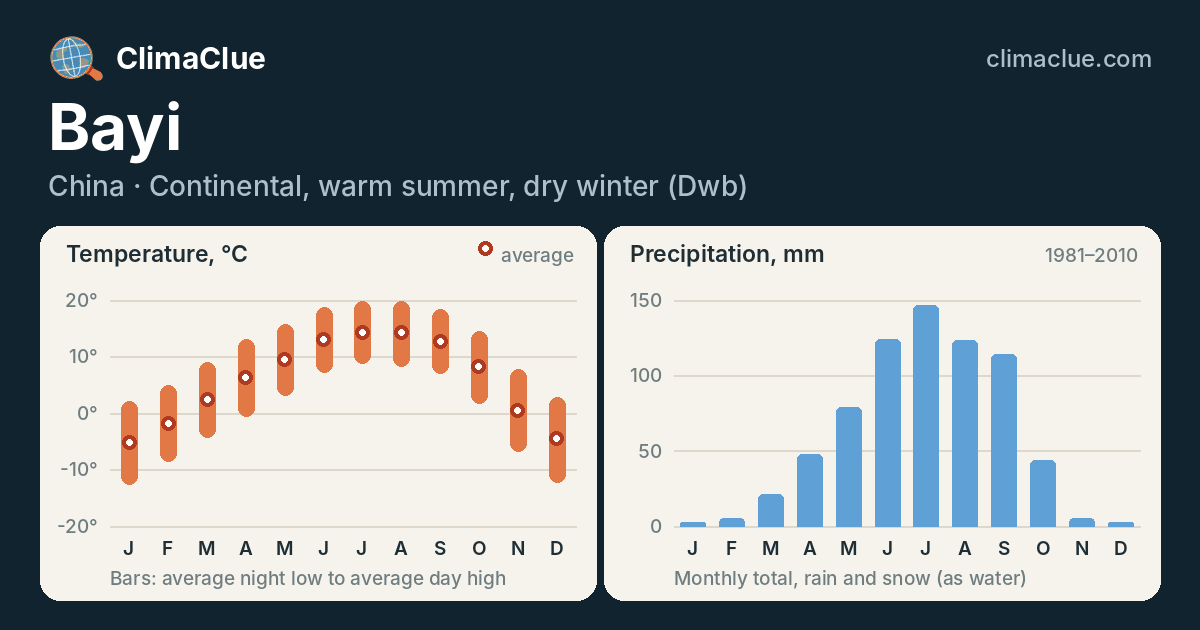 ClimaClue
climaclue.com
Bayi
China · Continental, warm summer, dry winter (Dwb)
Temperature, °C
average
20°
10°
0°
-10°
-20°
J F M A M J J A S O N D
Bars: average night low to average day high
Precipitation, mm
1981–2010
150
100
50
0
J F M A M J J A S O N D
Monthly total, rain and snow (as water)